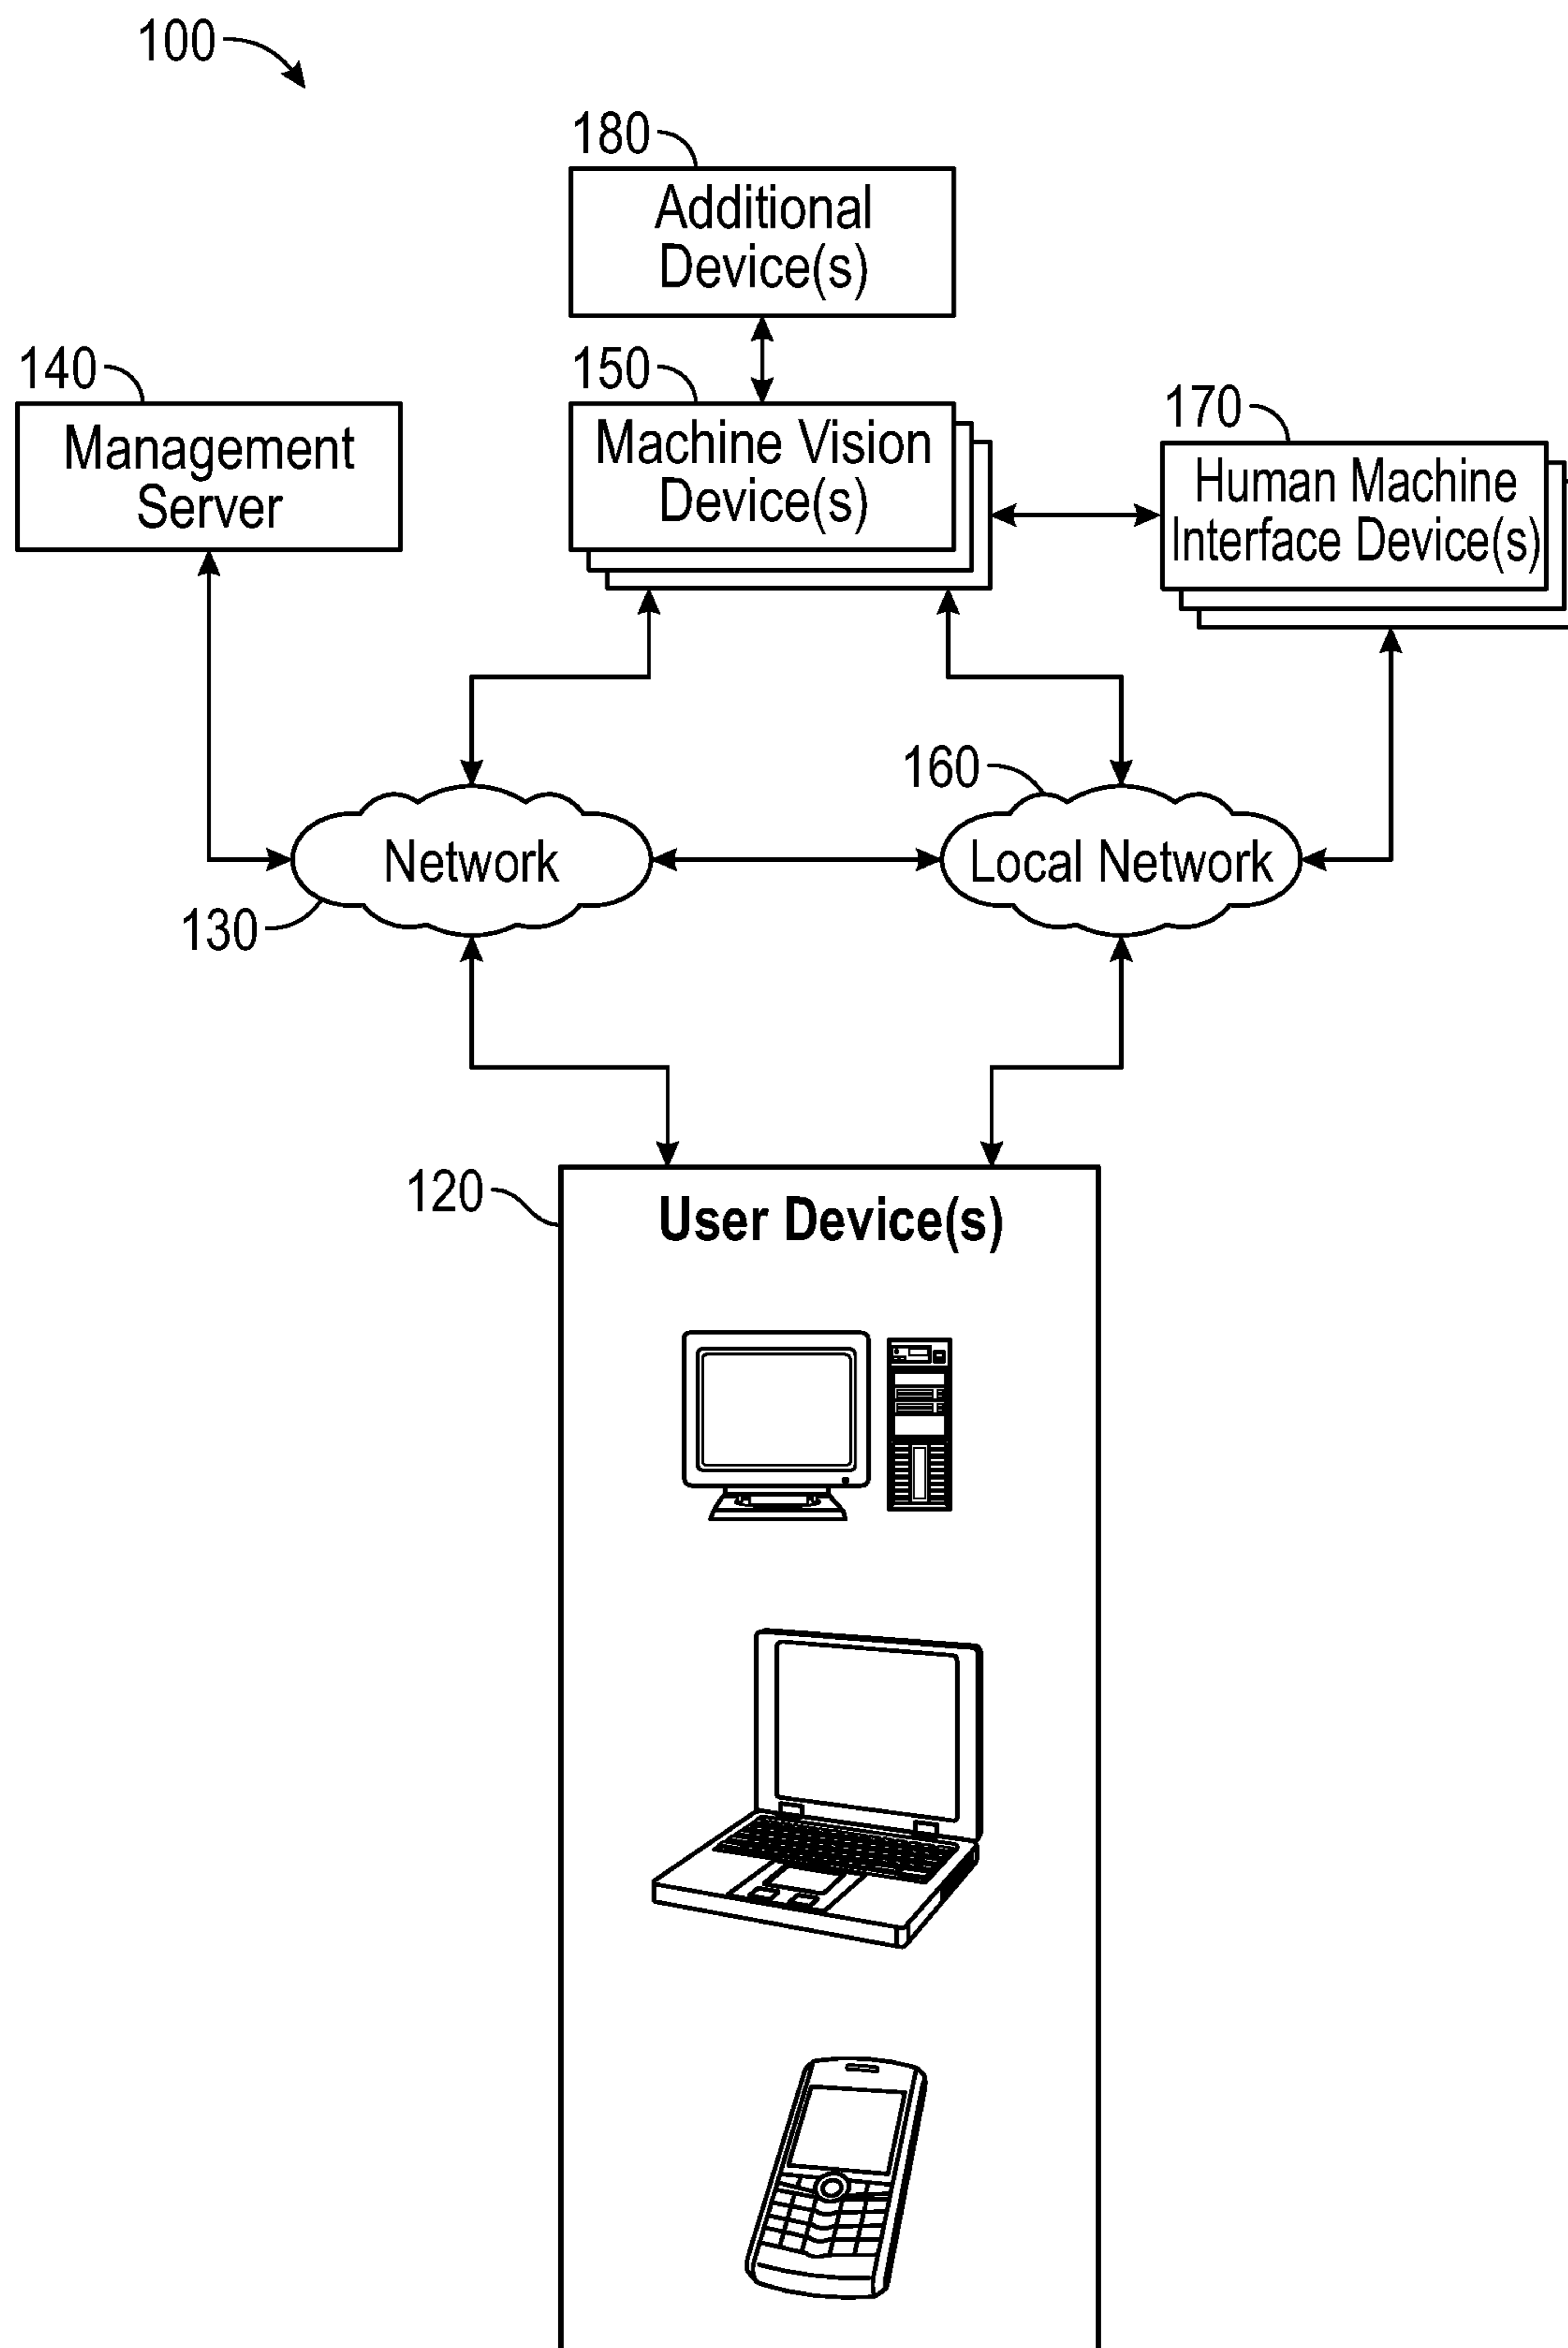 100
180
Additional
Device(s)
140
Management
Server
150
Machine Vision
Device(s)
170
Human Machine
Interface Device(s)
160
Network
Local Network
130
120
User Device(s)